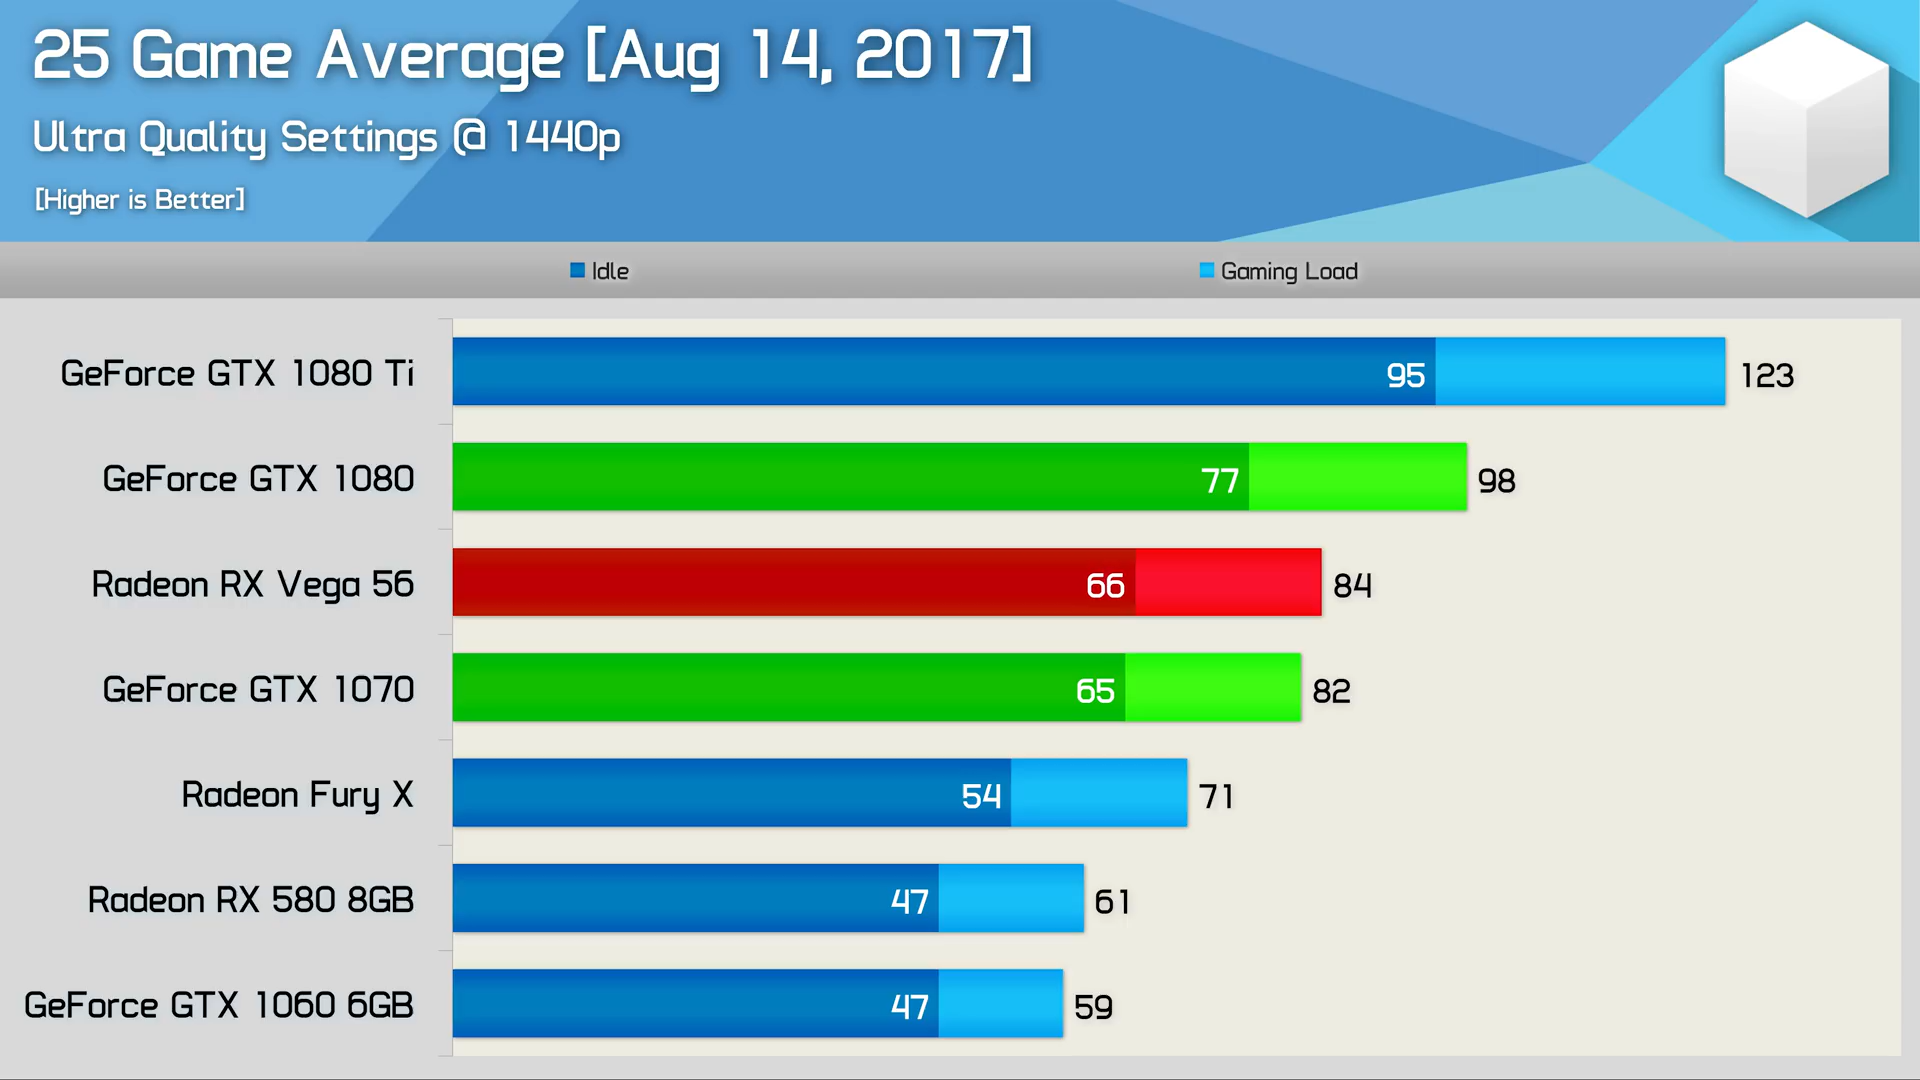 25 Game Average [Aug 14, 2017]
Ultra Quality Settings @ 1440p
[Higher is Better]
Idle
Gaming Load
GeForce GTX 1080 Ti 95 123
GeForce GTX 1080 77 98
Radeon RX Vega 56 66 84
GeForce GTX 1070 65 82
Radeon Fury X 54 71
Radeon RX 580 8GB 47 61
GeForce GTX 1060 6GB 47 59